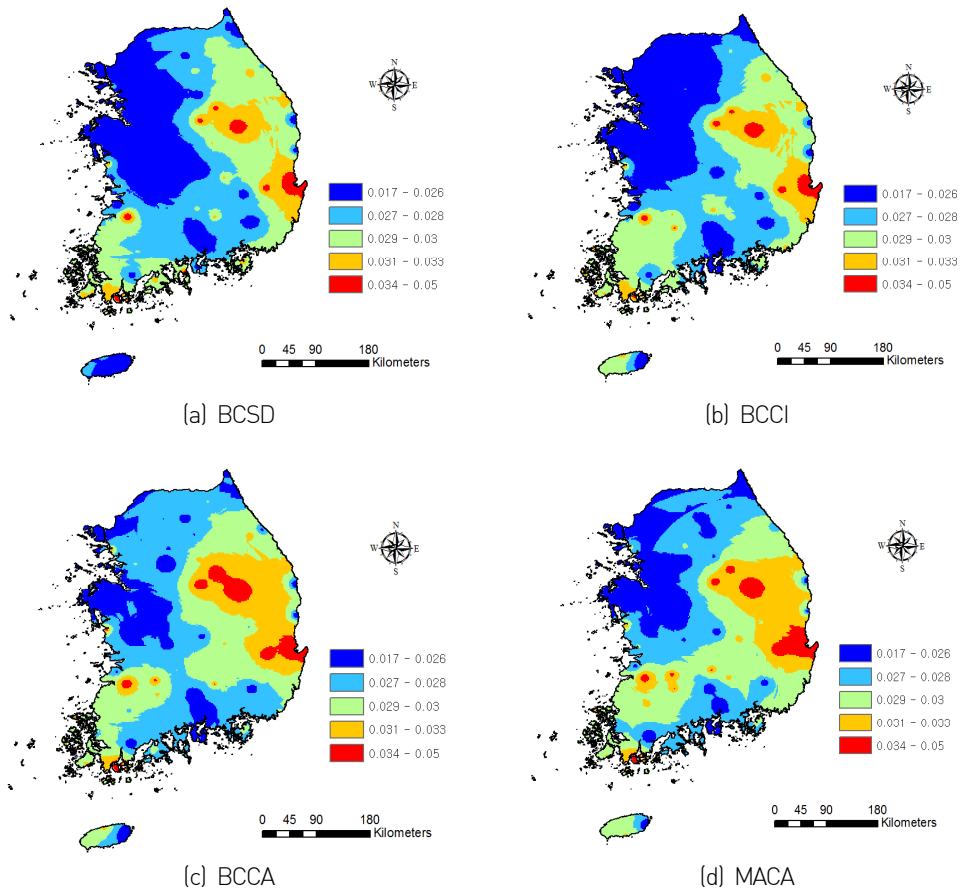 N
W E
S
0.017 - 0.026
0.027 - 0.028
0.029 - 0.03
0.031 - 0.033
0.034 - 0.05
0 45 90 180
Kilometers
(a) BCSD
N
W E
S
0.017 - 0.026
0.027 - 0.028
0.029 - 0.03
0.031 - 0.033
0.034 - 0.05
0 45 90 180
Kilometers
(b) BCCI
N
W E
S
0.017 - 0.026
0.027 - 0.028
0.029 - 0.03
0.031 - 0.033
0.034 - 0.05
0 45 90 180
Kilometers
(c) BCCA
N
W E
S
0.017 - 0.026
0.027 - 0.028
0.029 - 0.03
0.031 - 0.033
0.034 - 0.05
0 45 90 180
Kilometers
(d) MACA